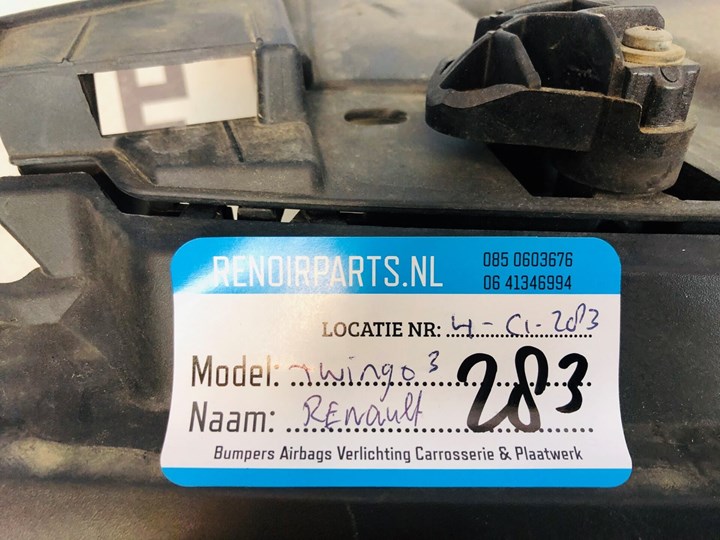 RENOIRPARTS.NL
085 0603676
06 41346994
LOCATIE NR: 4-C1-283
Model: twingo 3
283
Naam: RENault
Bumpers Airbags Verlichting Carrosserie & Plaatwerk